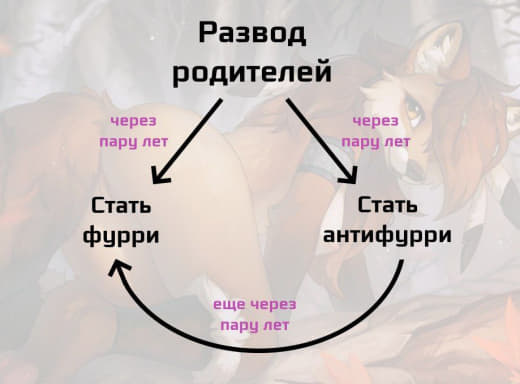 Развод
родителей
через
пару лет
через
пару лет
Стать
фурри
Стать
антифурри
еще через
пару лет